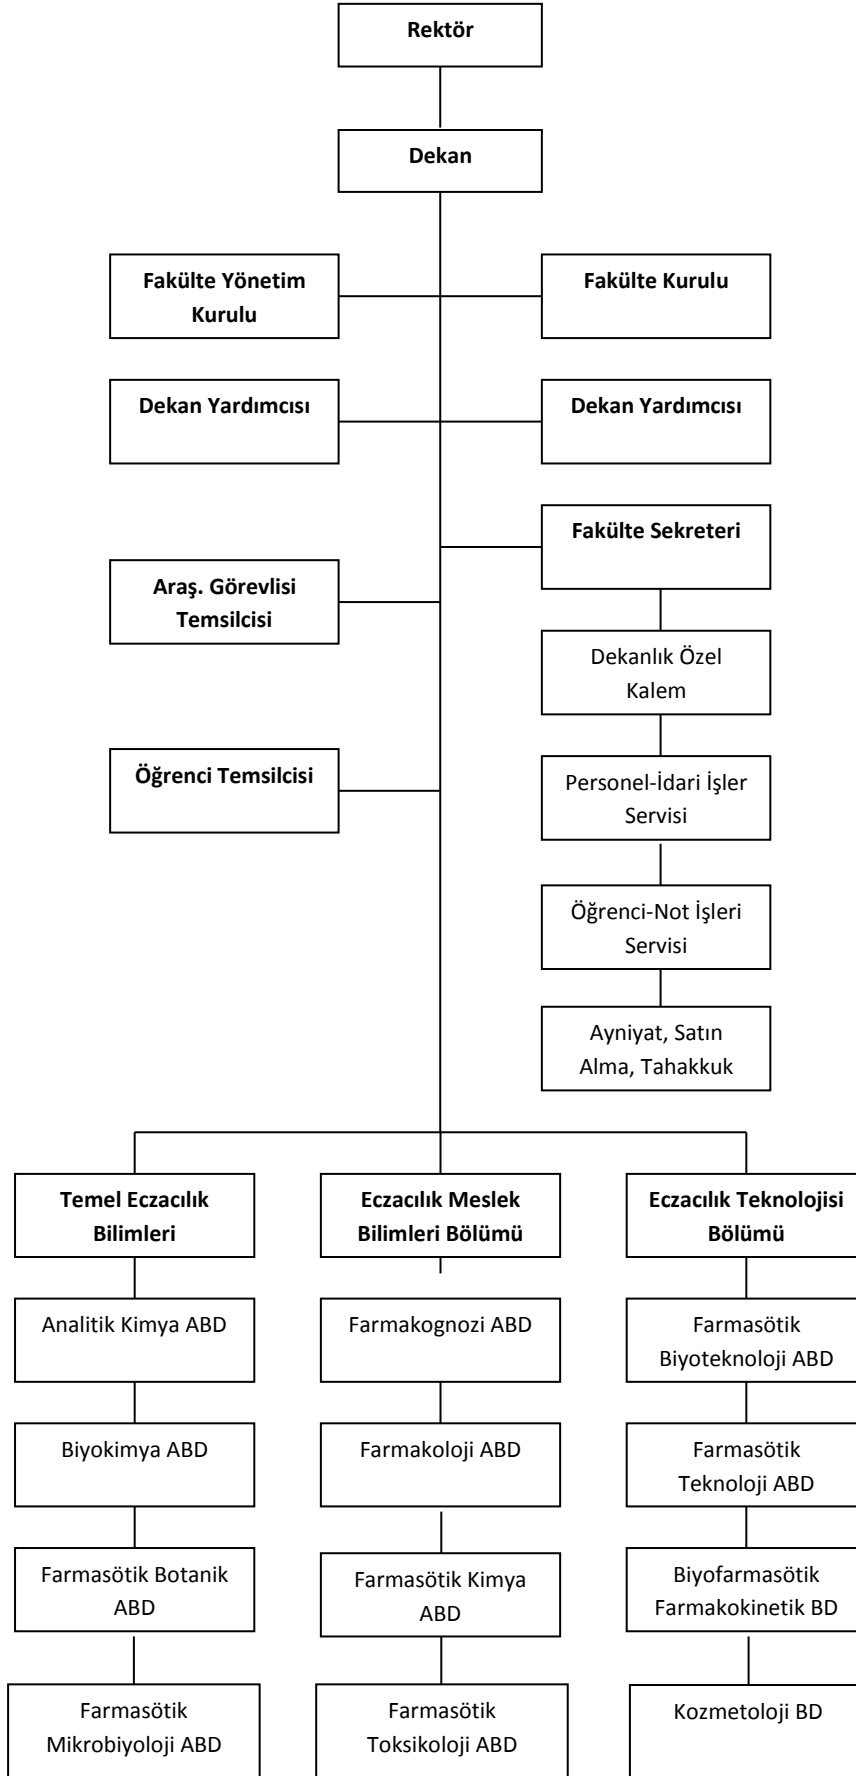 Rektör
Dekan
Fakülte Yönetim
Kurulu
Fakülte Kurulu
Dekan Yardımcısı
Dekan Yardımcısı
Fakülte Sekreteri
Araş. Görevlisi
Temsilcisi
Dekanlık Özel
Kalem
Öğrenci Temsilcisi
Personel-İdari İşler
Servisi
Öğrenci-Not İşleri
Servisi
Ayniyat, Satın
Alma, Tahakkuk
Temel Eczacılık
Bilimleri
Eczacılık Meslek
Bilimleri Bölümü
Eczacılık Teknolojisi
Bölümü
Analitik Kimya ABD
Farmakognozi ABD
Farmasötik
Biyoteknoloji ABD
Biyokimya ABD
Farmakoloji ABD
Farmasötik
Teknoloji ABD
Farmasötik Botanik
ABD
Farmasötik Kimya
ABD
Biyofarmasötik
Farmakokinetik BD
Farmasötik
Mikrobiyoloji ABD
Farmasötik
Toksikoloji ABD
Kozmetoloji BD